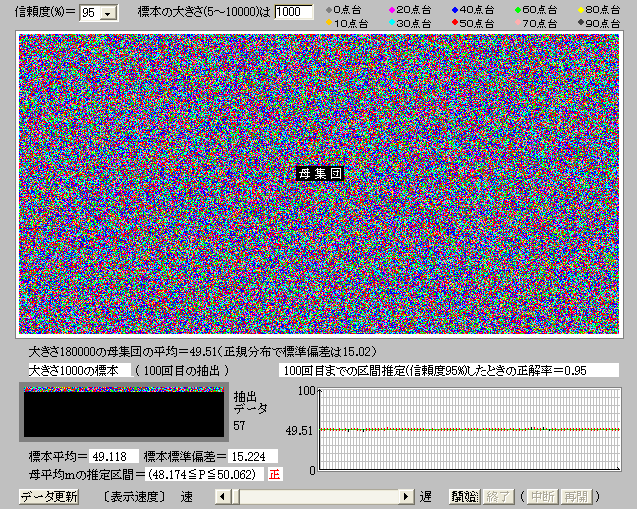 信頼度(%)＝ 95 標本の大きさ(5～10000)は 1000 ◆0点台 ◆20点台 ◆40点台 ◆60点台 ◆80点台
◆10点台 ◆30点台 ◆50点台 ◆70点台 ◆90点台
母集団
大きさ180000の母集団の平均＝49.51(正規分布で標準偏差は15.02)
大きさ1000の標本 (100回目の抽出) 100回目までの区間推定(信頼度95%)したときの正解率＝0.95
抽出
データ
57
100
49.51
0
標本平均＝ 49.118 標本標準偏差＝ 15.224
母平均mの推定区間＝ (48.174≦P≦50.062) 正
データ更新 〔表示速度〕 速 遅 開始 終了 ( 中断 再開 )